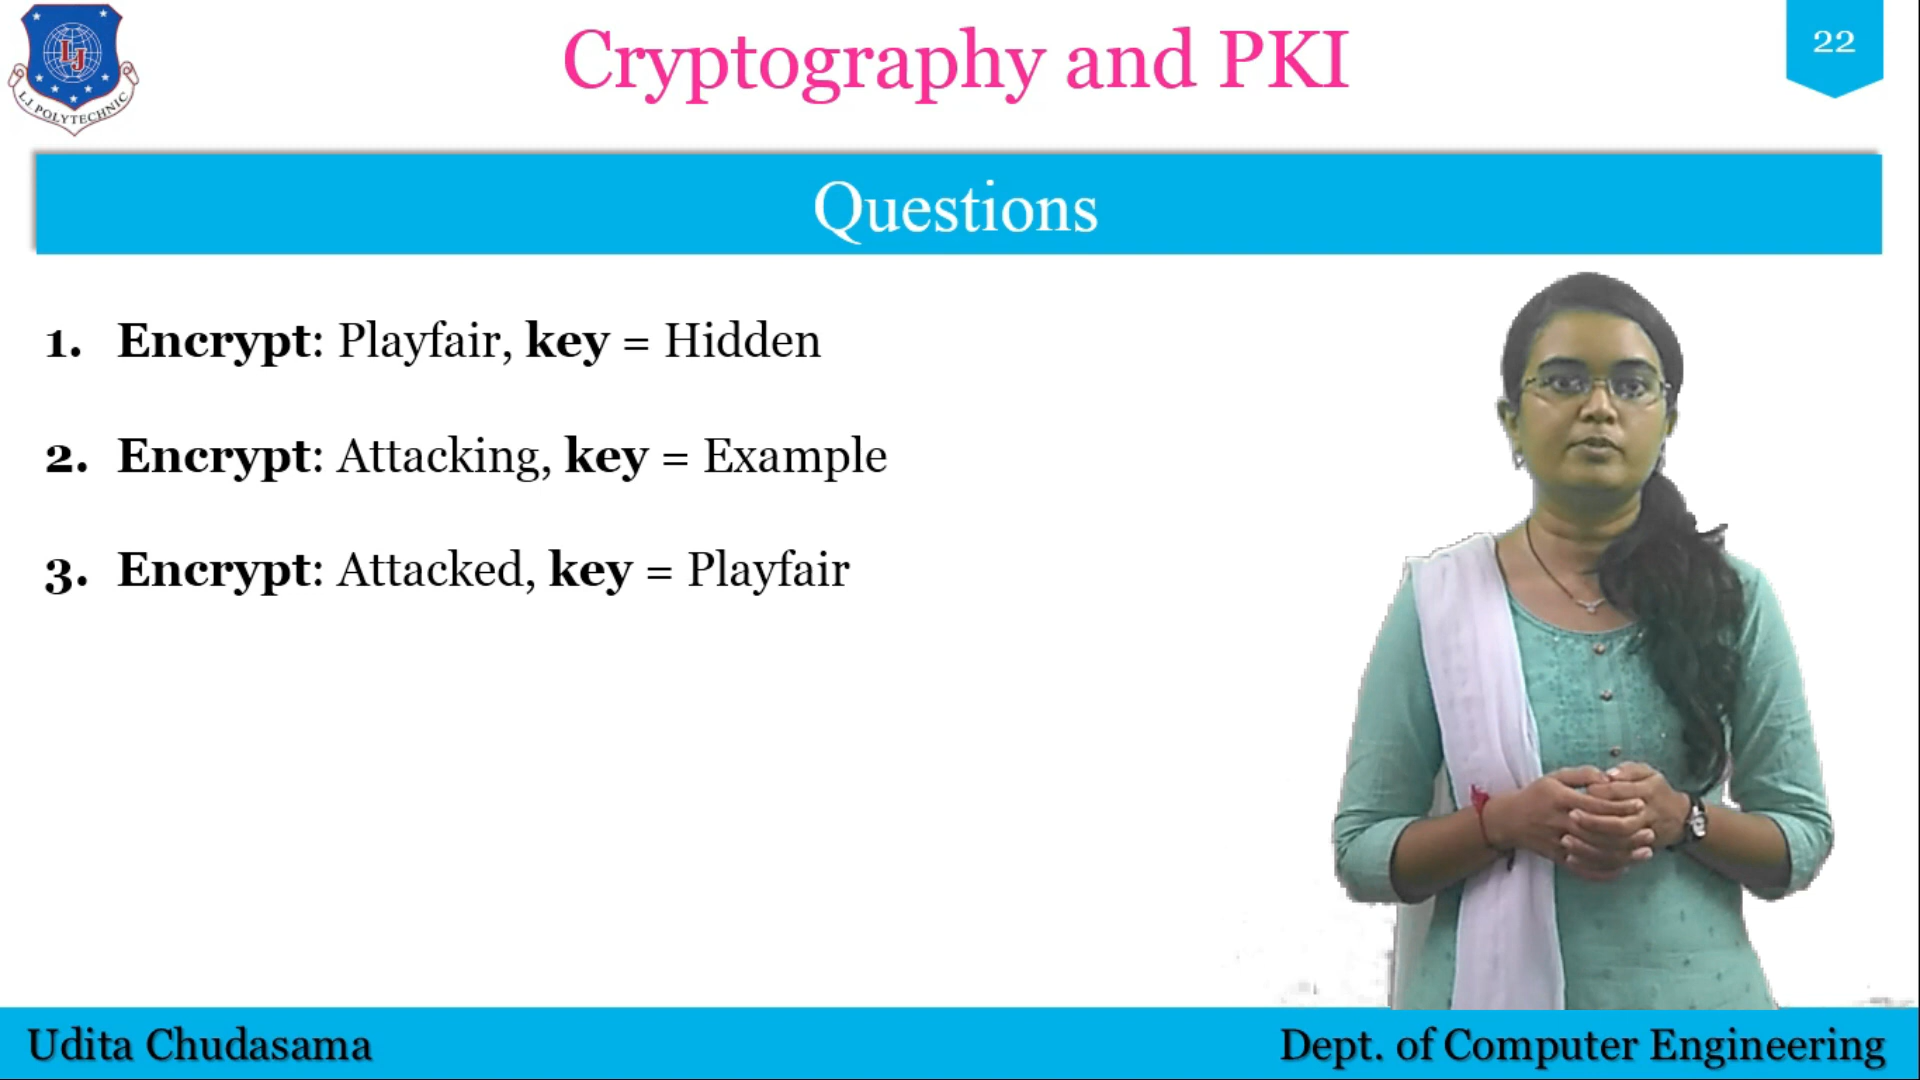 LJ
L.J. POLYTECHNIC
Cryptography and PKI
22
Questions
1. Encrypt: Playfair, key = Hidden
2. Encrypt: Attacking, key = Example
3. Encrypt: Attacked, key = Playfair
Udita Chudasama
Dept. of Computer Engineering